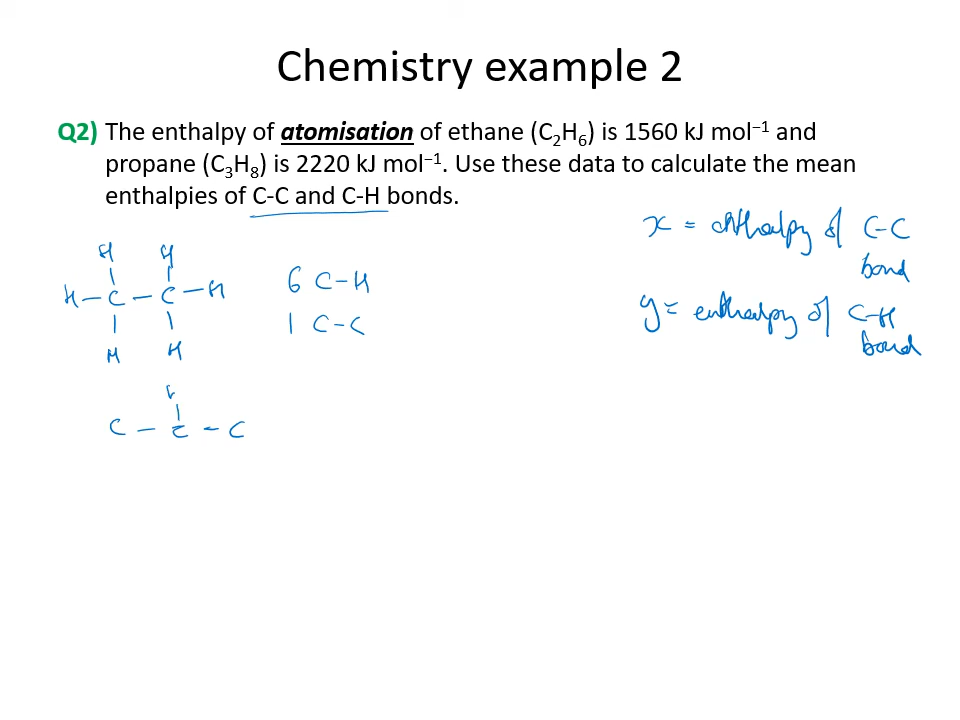 Chemistry example 2
Q2) The enthalpy of atomisation of ethane (C₂H₆) is 1560 kJ mol⁻¹ and
propane (C₃H₈) is 2220 kJ mol⁻¹. Use these data to calculate the mean
enthalpies of C-C and C-H bonds.
x = enthalpy of C-C
bond
y = enthalpy of C-H
bond
H H
H - C - C - H
H H
6 C-H
1 C-C
C - C - C